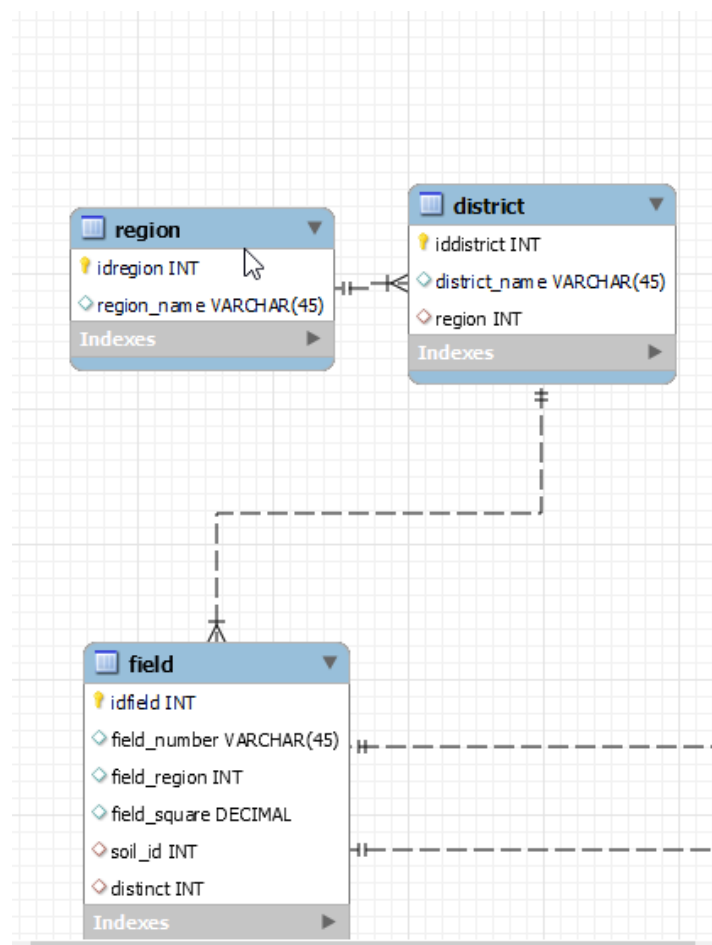 region
idregion INT
region_name VARCHAR(45)
Indexes
district
iddistrict INT
district_name VARCHAR(45)
region INT
Indexes
field
idfield INT
field_number VARCHAR(45)
field_region INT
field_square DECIMAL
soil_id INT
distinct INT
Indexes